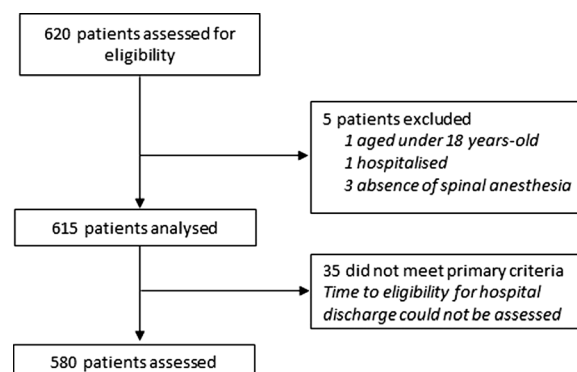 620 patients assessed for
eligibility
5 patients excluded
1 aged under 18 years-old
1 hospitalised
3 absence of spinal anesthesia
615 patients analysed
35 did not meet primary criteria
Time to eligibility for hospital
discharge could not be assessed
580 patients assessed